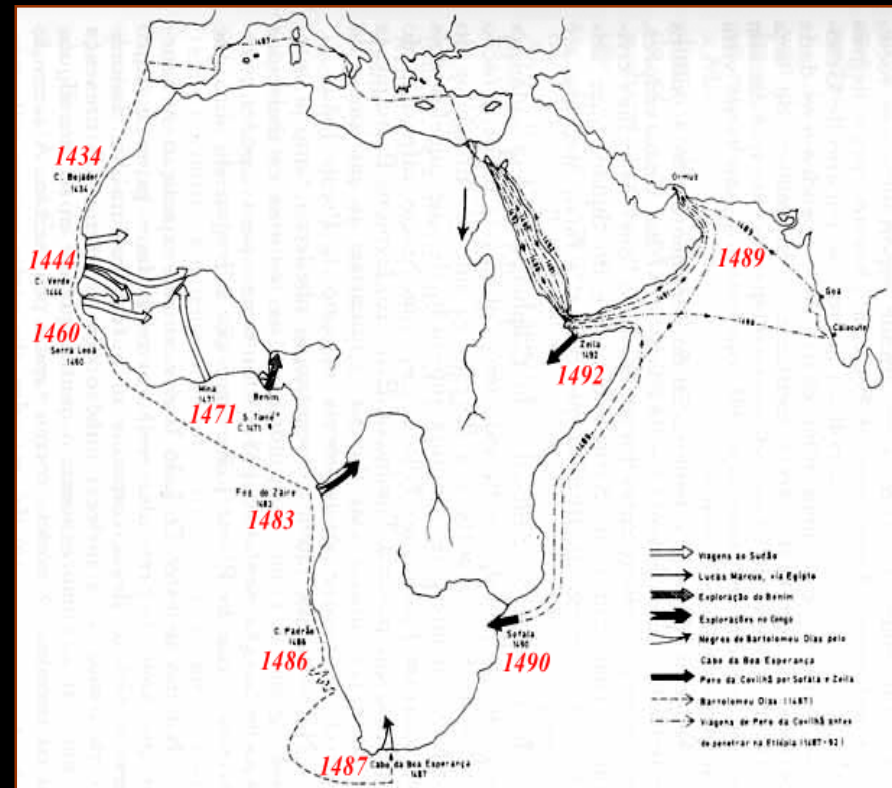 1487
1434
C. Bojador
1434
1444
C. Verde
1444
1460
Serra Leoa
1460
Mina
1471
1471
Benim
S. Tomé
C.1471
Foz do Zaire
1483
1483
C. Padrão
1486
1486
1487
Cabo da Boa Esperança
1487
Sofala
1490
1490
Zeila
1492
1492
Ormuz
1489
1489
Goa
Calecute
1488
Viagens ao Sudão
Lucas Marcus, via Egipto
Exploração do Benim
Explorações no Congo
Negros de Bartolomeu Dias pelo
Cabo da Boa Esperança
Pero da Covilhã por Sofala e Zeila
Bartolomeu Dias (1487)
Viagens de Pero da Covilhã antes
de penetrar na Etiópia (1487-92)